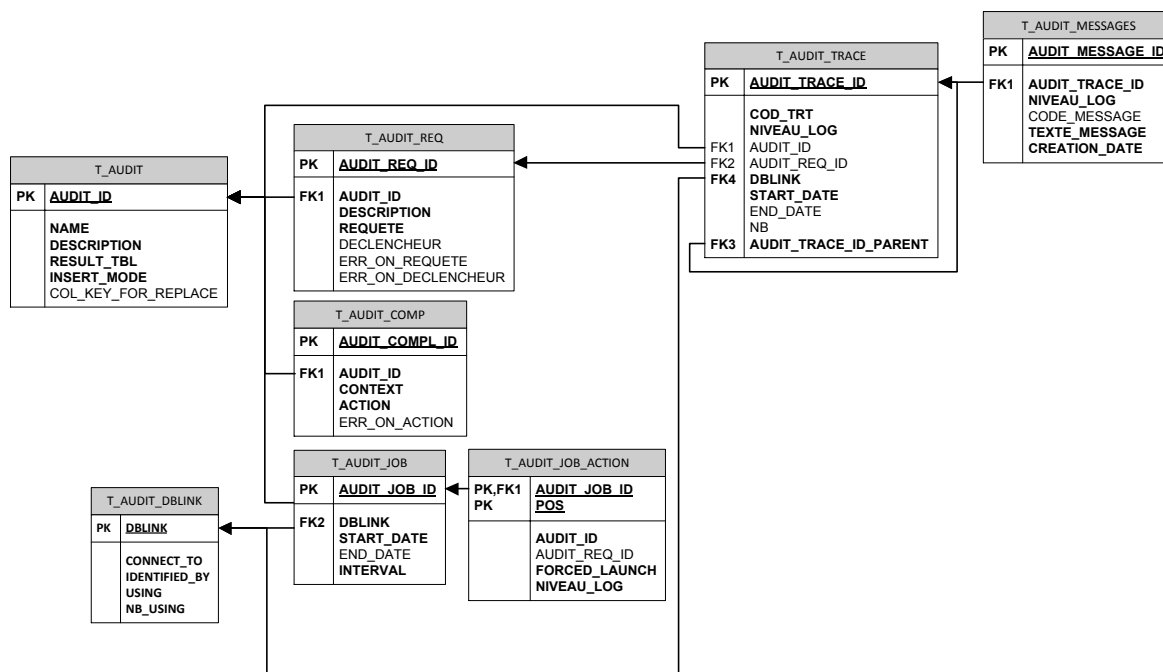 T_AUDIT
PK AUDIT_ID
NAME
DESCRIPTION
RESULT_TBL
INSERT_MODE
COL_KEY_FOR_REPLACE
T_AUDIT_REQ
PK AUDIT_REQ_ID
FK1 AUDIT_ID
DESCRIPTION
REQUETE
DECLENCHEUR
ERR_ON_REQUETE
ERR_ON_DECLENCHEUR
T_AUDIT_COMP
PK AUDIT_COMPL_ID
FK1 AUDIT_ID
CONTEXT
ACTION
ERR_ON_ACTION
T_AUDIT_TRACE
PK AUDIT_TRACE_ID
COD_TRT
NIVEAU_LOG
FK1 AUDIT_ID
FK2 AUDIT_REQ_ID
FK4 DBLINK
START_DATE
END_DATE
NB
FK3 AUDIT_TRACE_ID_PARENT
T_AUDIT_MESSAGES
PK AUDIT_MESSAGE_ID
FK1 AUDIT_TRACE_ID
NIVEAU_LOG
CODE_MESSAGE
TEXTE_MESSAGE
CREATION_DATE
T_AUDIT_DBLINK
PK DBLINK
CONNECT_TO
IDENTIFIED_BY
USING
NB_USING
T_AUDIT_JOB
PK AUDIT_JOB_ID
FK2 DBLINK
START_DATE
END_DATE
INTERVAL
T_AUDIT_JOB_ACTION
PK,FK1 AUDIT_JOB_ID
PK POS
AUDIT_ID
AUDIT_REQ_ID
FORCED_LAUNCH
NIVEAU_LOG